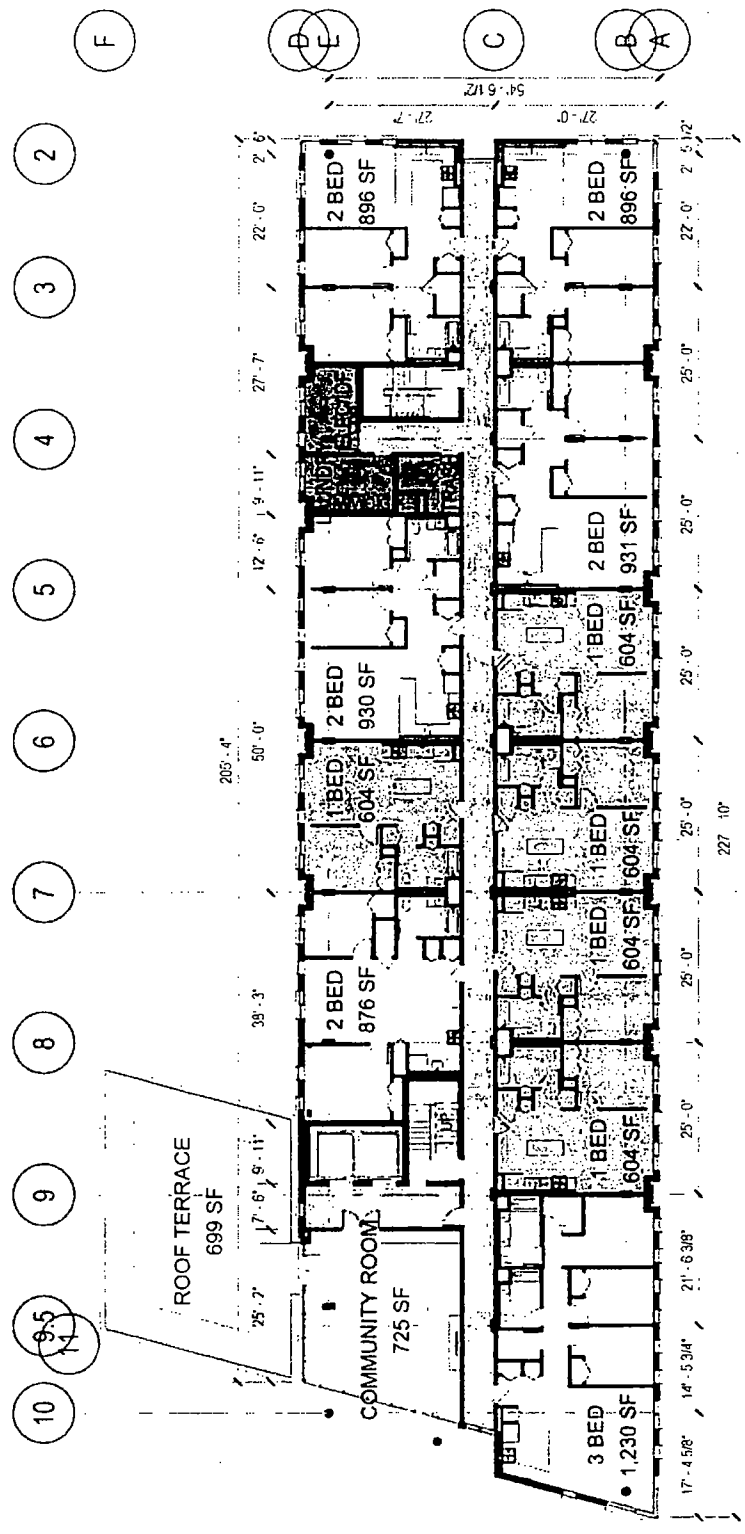 F
D
E
C
B
A
2
3
4
5
6
7
8
9
9.5
11
10
54'-6 1/2"
27'-7"
27'-0"
22'-0"
27'-7"
9'-11"
12'-6"
50'-0"
205'-4"
38'-3"
9'-11"
7'-6"
25'-2"
2 BED
896 SF
2 BED
930 SF
1 BED
604 SF
2 BED
876 SF
UP
ROOF TERRACE
699 SF
COMMUNITY ROOM
725 SF
ELEC/IDF
TRASH
2 BED
896 SF
2 BED
931 SF
1 BED
604 SF
1 BED
604 SF
1 BED
604 SF
1 BED
604 SF
3 BED
1,230 SF
2'-5 1/2"
22'-0"
25'-0"
25'-0"
25'-0"
25'-0"
25'-0"
25'-0"
21'-6 3/8"
14'-5 3/4"
17'-4 5/8"
227' 10"